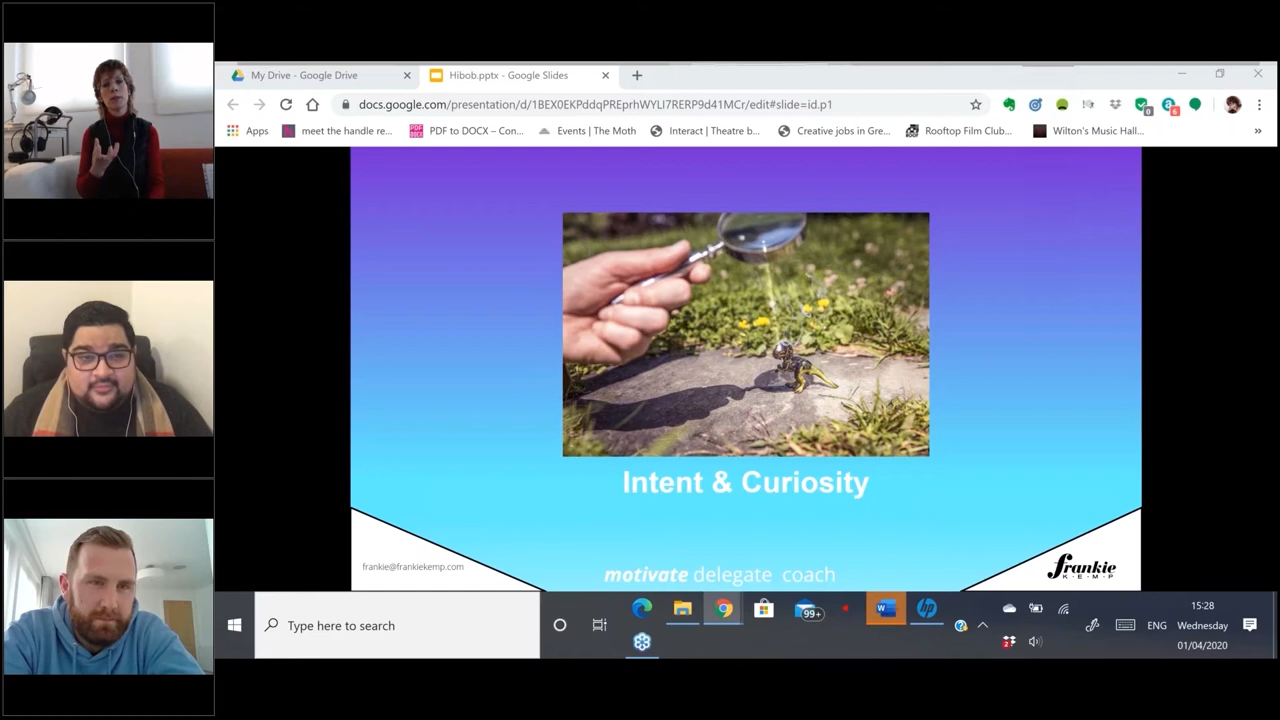 My Drive - Google Drive
Hibob.pptx - Google Slides
docs.google.com/presentation/d/1BEX0EKPddqPREprhWYLI7RERP9d41MCr/edit#slide=id.p1
0
6
Apps
meet the handle re...
PDF to DOCX – Con...
Events | The Moth
Interact | Theatre b...
Creative jobs in Gre...
Rooftop Film Club...
Wilton's Music Hall...
»
Intent & Curiosity
frankie@frankiekemp.com
motivate delegate coach
frankie
KEMP
Type here to search
99+
ENG
15:28
Wednesday
01/04/2020
2